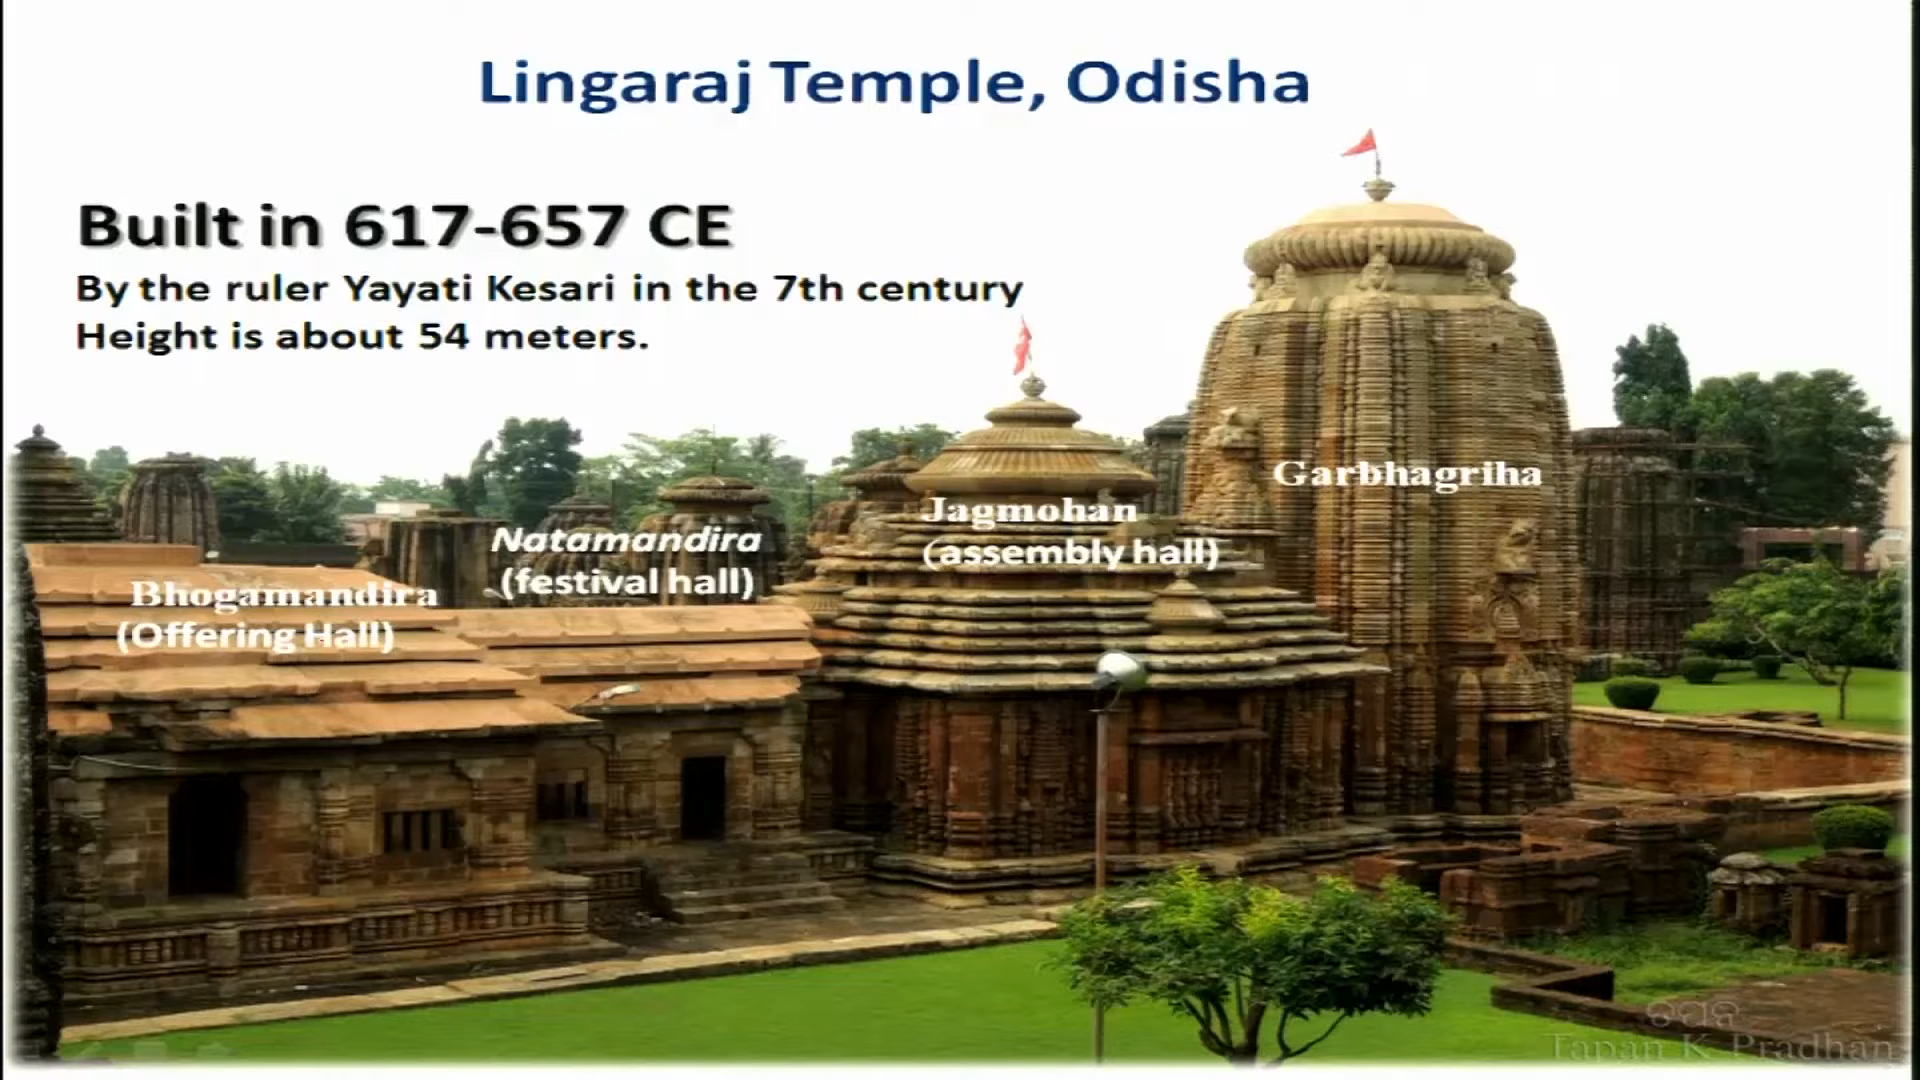 Lingaraj Temple, Odisha
Built in 617-657 CE
By the ruler Yayati Kesari in the 7th century
Height is about 54 meters.
Garbhagriha
Jagmohan
(assembly hall)
Natamandira
(festival hall)
Bhogamandira
(Offering Hall)
ତପନ
Tapan K Pradhan